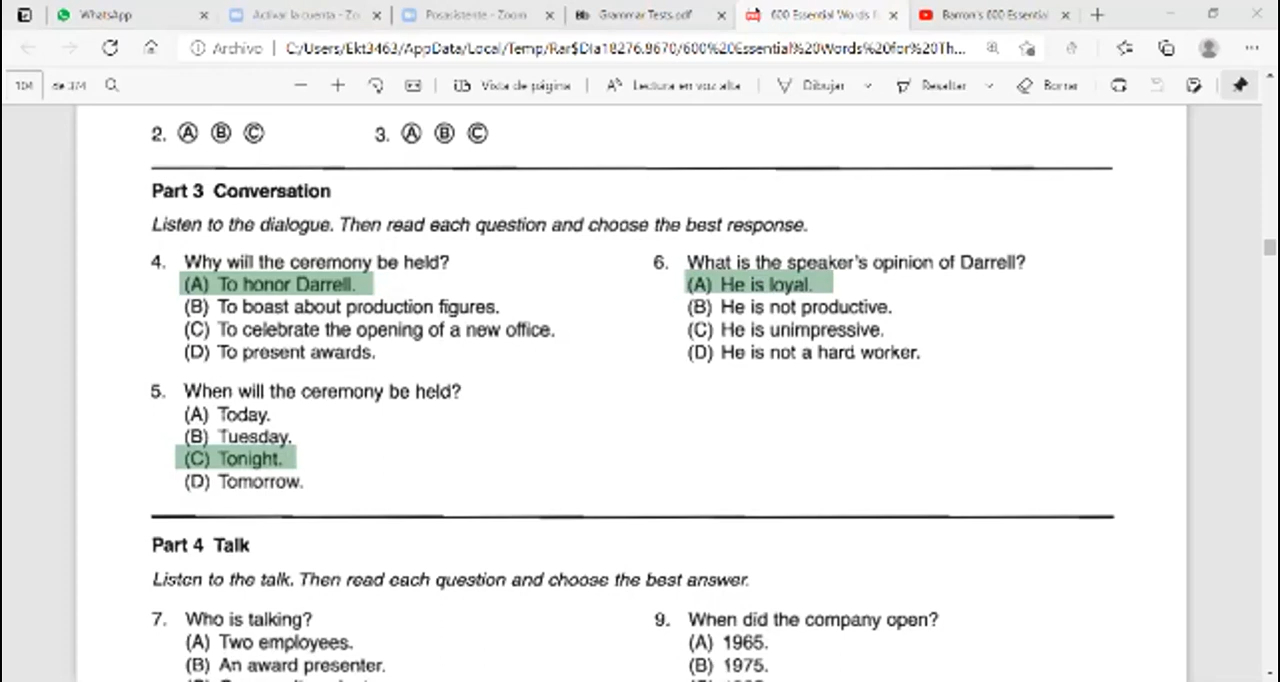 WhatsApp
Activar la cuenta - Zo
Posasistente - Zoom
Grammar Tests.pdf
600 Essential Words f
Barron's 600 Essential
Archivo | C:/Users/Ekt3463/AppData/Local/Temp/Rar$DIa18276.8670/600%20Essential%20Words%20for%20Th...
104 de 374
Vista de página
Lectura en voz alta
Dibujar
Resaltar
Borrar
2. Ⓐ Ⓑ Ⓒ
3. Ⓐ Ⓑ Ⓒ
Part 3 Conversation
Listen to the dialogue. Then read each question and choose the best response.
4. Why will the ceremony be held?
(A) To honor Darrell.
(B) To boast about production figures.
(C) To celebrate the opening of a new office.
(D) To present awards.
5. When will the ceremony be held?
(A) Today.
(B) Tuesday.
(C) Tonight.
(D) Tomorrow.
6. What is the speaker's opinion of Darrell?
(A) He is loyal.
(B) He is not productive.
(C) He is unimpressive.
(D) He is not a hard worker.
Part 4 Talk
Listen to the talk. Then read each question and choose the best answer.
7. Who is talking?
(A) Two employees.
(B) An award presenter.
9. When did the company open?
(A) 1965.
(B) 1975.